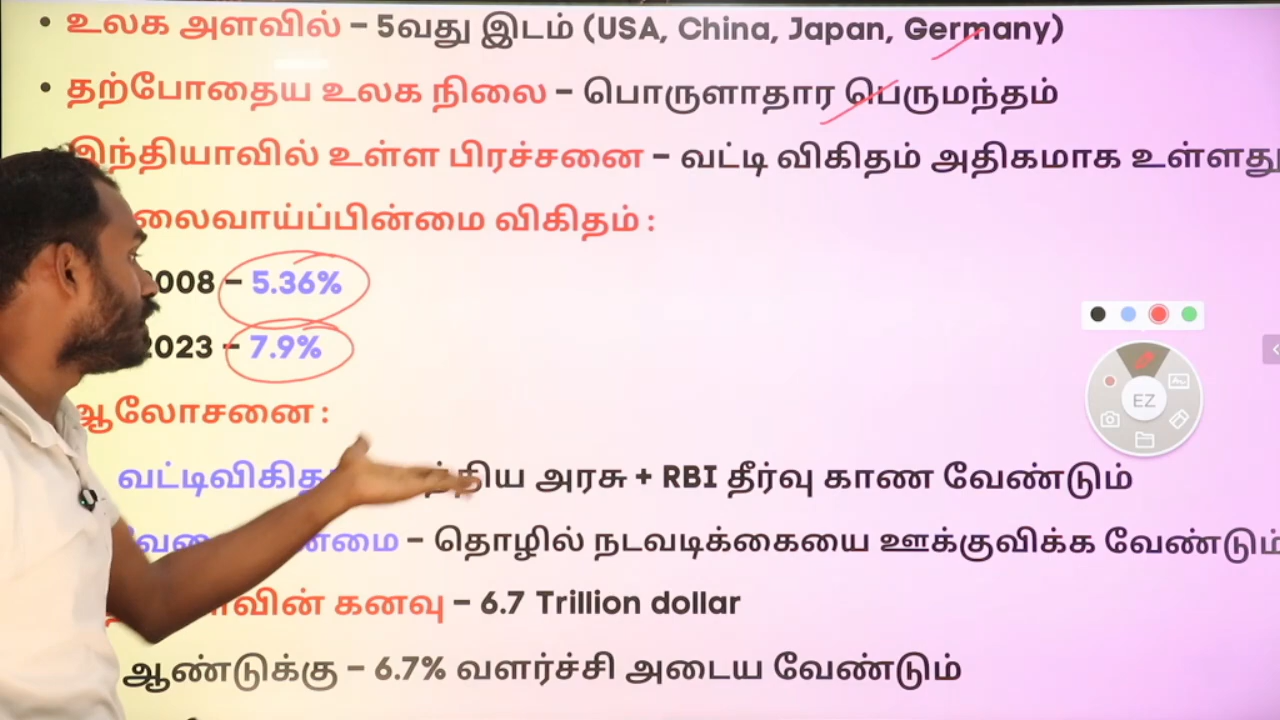 • உலக அளவில் – 5வது இடம் (USA, China, Japan, Germany)
• தற்போதைய உலக நிலை – பொருளாதார பெருமந்தம்
இந்தியாவில் உள்ள பிரச்சனை – வட்டி விகிதம் அதிகமாக உள்ளது
லைவாய்ப்பின்மை விகிதம் :
2008 – 5.36%
2023 – 7.9%
ஆலோசனை :
வட்டிவிகித த்திய அரசு + RBI தீர்வு காண வேண்டும்
– தொழில் நடவடிக்கையை ஊக்குவிக்க வேண்டும்
வின் கனவு – 6.7 Trillion dollar
ஆண்டுக்கு – 6.7% வளர்ச்சி அடைய வேண்டும்
EZ